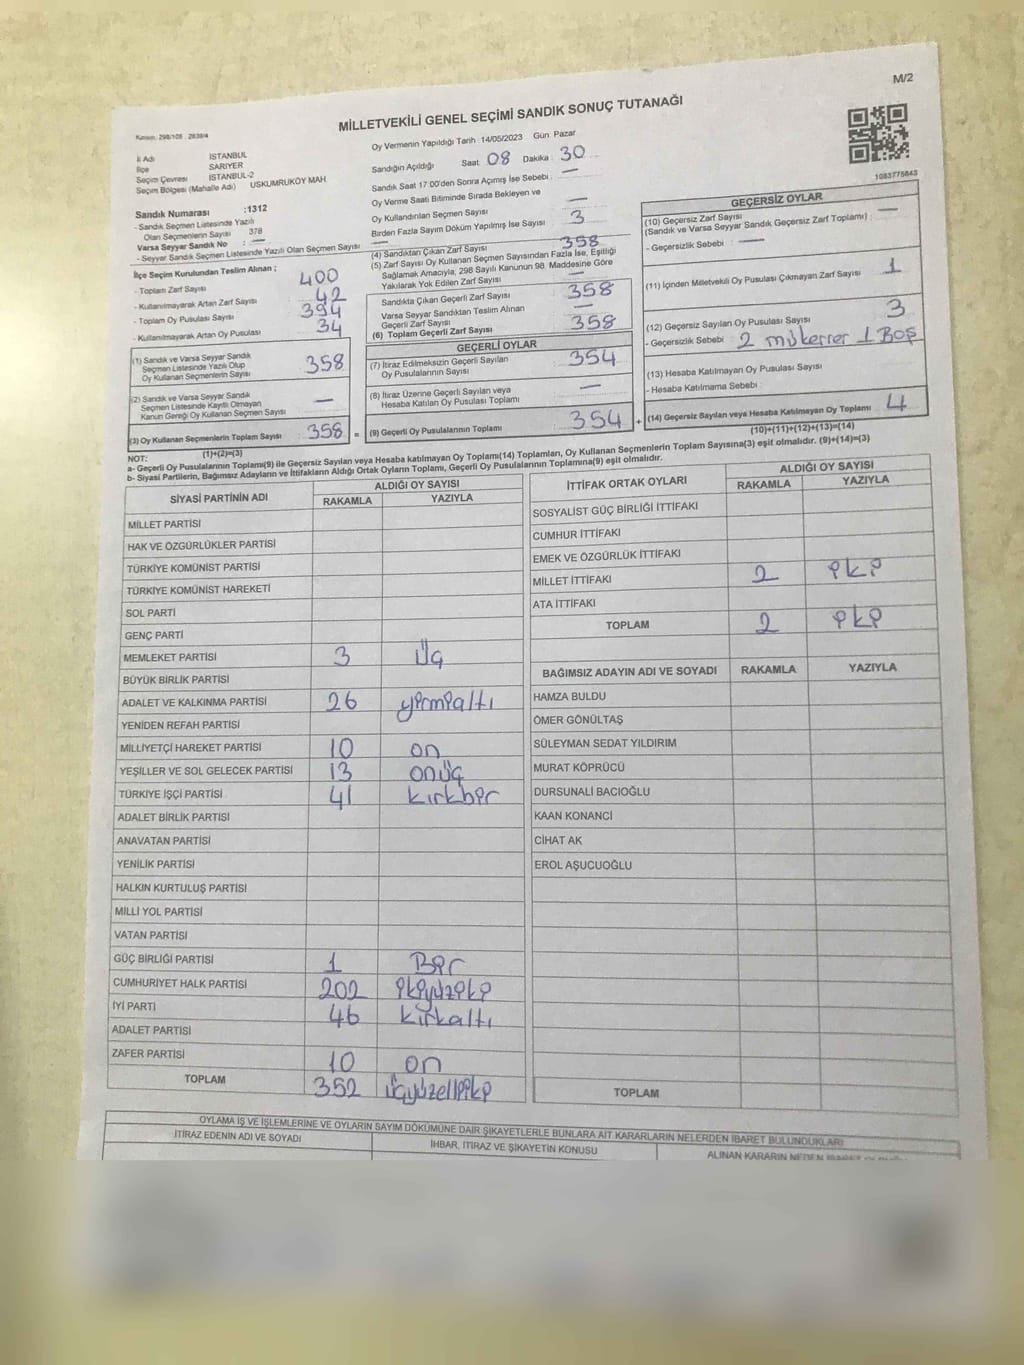 M/2
MİLLETVEKİLİ GENEL SEÇİMİ SANDIK SONUÇ TUTANAĞI
Kanun: 298/105 , 2839/4
İl Adı İSTANBUL
İlçe SARIYER
Seçim Çevresi İSTANBUL-2
Seçim Bölgesi (Mahalle Adı) USKUMRUKÖY MAH.
Sandık Numarası :1312
- Sandık Seçmen Listesinde Yazılı
Olan Seçmenlerin Sayısı 378
Varsa Seyyar Sandık No : —
- Seyyar Sandık Seçmen Listesinde Yazılı Olan Seçmen Sayısı —
İlçe Seçim Kurulundan Teslim Alınan ;
- Toplam Zarf Sayısı 400
- Kullanılmayarak Artan Zarf Sayısı 42
- Toplam Oy Pusulası Sayısı 394
- Kullanılmayarak Artan Oy Pusulası 34
(1) Sandık ve Varsa Seyyar Sandık
Seçmen Listesinde Yazılı Olup
Oy Kullanan Seçmenlerin Sayısı 358
(2) Sandık ve Varsa Seyyar Sandık
Seçmen Listesinde Kayıtlı Olmayan
Kanun Gereği Oy Kullanan Seçmen Sayısı —
(3) Oy Kullanan Seçmenlerin Toplam Sayısı 358 =
(1)+(2)=(3)
Oy Vermenin Yapıldığı Tarih : 14/05/2023 Gün: Pazar
Sandığın Açıldığı Saat 08 Dakika : 30
Sandık Saat 17:00'den Sonra Açılmış İse Sebebi : —
Oy Verme Saati Bitiminde Sırada Bekleyen ve
Oy Kullandırılan Seçmen Sayısı —
Birden Fazla Sayım Döküm Yapılmış İse Sayısı 3
(4) Sandıktan Çıkan Zarf Sayısı 358
(5) Zarf Sayısı Oy Kullanan Seçmen Sayısından Fazla İse, Eşitliği
Sağlamak Amacıyla, 298 Sayılı Kanunun 98. Maddesine Göre
Yakılarak Yok Edilen Zarf Sayısı —
Sandıkta Çıkan Geçerli Zarf Sayısı 358
Varsa Seyyar Sandıktan Teslim Alınan
Geçerli Zarf Sayısı —
(6) Toplam Geçerli Zarf Sayısı 358
GEÇERLİ OYLAR
(7) İtiraz Edilmeksizin Geçerli Sayılan
Oy Pusulalarının Sayısı 354
(8) İtiraz Üzerine Geçerli Sayılan veya
Hesaba Katılan Oy Pusulası Toplamı —
(9) Geçerli Oy Pusulalarının Toplamı 354 +
1083775643
GEÇERSİZ OYLAR
(10) Geçersiz Zarf Sayısı
(Sandık ve Varsa Seyyar Sandık Geçersiz Zarf Toplamı) : —
- Geçersizlik Sebebi : —
(11) İçinden Milletvekili Oy Pusulası Çıkmayan Zarf Sayısı 1
(12) Geçersiz Sayılan Oy Pusulası Sayısı 3
- Geçersizlik Sebebi : 2 mükerrer 1 Boş
(13) Hesaba Katılmayan Oy Pusulası Sayısı
- Hesaba Katılmama Sebebi :
(14) Geçersiz Sayılan veya Hesaba Katılmayan Oy Toplamı 4
(10)+(11)+(12)+(13)=(14)
NOT:
a- Geçerli Oy Pusulalarının Toplamı(9) ile Geçersiz Sayılan veya Hesaba katılmayan Oy Toplamı(14) Toplamları, Oy Kullanan Seçmenlerin Toplam Sayısına(3) eşit olmalıdır. (9)+(14)=(3)
b- Siyasi Partilerin, Bağımsız Adayların ve İttifakların Aldığı Ortak Oyların Toplamı, Geçerli Oy Pusulalarının Toplamına(9) eşit olmalıdır.
SİYASİ PARTİNİN ADI ALDIĞI OY SAYISI
RAKAMLA YAZIYLA
MİLLET PARTİSİ
HAK VE ÖZGÜRLÜKLER PARTİSİ
TÜRKİYE KOMÜNİST PARTİSİ
TÜRKİYE KOMÜNİST HAREKETİ
SOL PARTİ
GENÇ PARTİ
MEMLEKET PARTİSİ 3 Üç
BÜYÜK BİRLİK PARTİSİ
ADALET VE KALKINMA PARTİSİ 26 yirmialtı
YENİDEN REFAH PARTİSİ
MİLLİYETÇİ HAREKET PARTİSİ 10 on
YEŞİLLER VE SOL GELECEK PARTİSİ 13 onüç
TÜRKİYE İŞÇİ PARTİSİ 41 kırkbir
ADALET BİRLİK PARTİSİ
ANAVATAN PARTİSİ
YENİLİK PARTİSİ
HALKIN KURTULUŞ PARTİSİ
MİLLİ YOL PARTİSİ
VATAN PARTİSİ
GÜÇ BİRLİĞİ PARTİSİ 1 Bir
CUMHURİYET HALK PARTİSİ 202 ikiyüziki
İYİ PARTİ 46 kırkaltı
ADALET PARTİSİ
ZAFER PARTİSİ 10 on
TOPLAM 352 üçyüzelliiki
İTTİFAK ORTAK OYLARI ALDIĞI OY SAYISI
RAKAMLA YAZIYLA
SOSYALİST GÜÇ BİRLİĞİ İTTİFAKI
CUMHUR İTTİFAKI
EMEK VE ÖZGÜRLÜK İTTİFAKI
MİLLET İTTİFAKI 2 iki
ATA İTTİFAKI
TOPLAM 2 iki
BAĞIMSIZ ADAYIN ADI VE SOYADI RAKAMLA YAZIYLA
HAMZA BULDU
ÖMER GÖNÜLTAŞ
SÜLEYMAN SEDAT YILDIRIM
MURAT KÖPRÜCÜ
DURSUNALİ BACIOĞLU
KAAN KONANCI
CİHAT AK
EROL AŞUCUOĞLU
TOPLAM
OYLAMA İŞ VE İŞLEMLERİNE VE OYLARIN SAYIM DÖKÜMÜNE DAİR ŞİKAYETLERLE BUNLARA AİT KARARLARIN NELERDEN İBARET BULUNDUKLARI
İTİRAZ EDENİN ADI VE SOYADI İHBAR, İTİRAZ VE ŞİKAYETİN KONUSU ALINAN KARARIN NEDEN